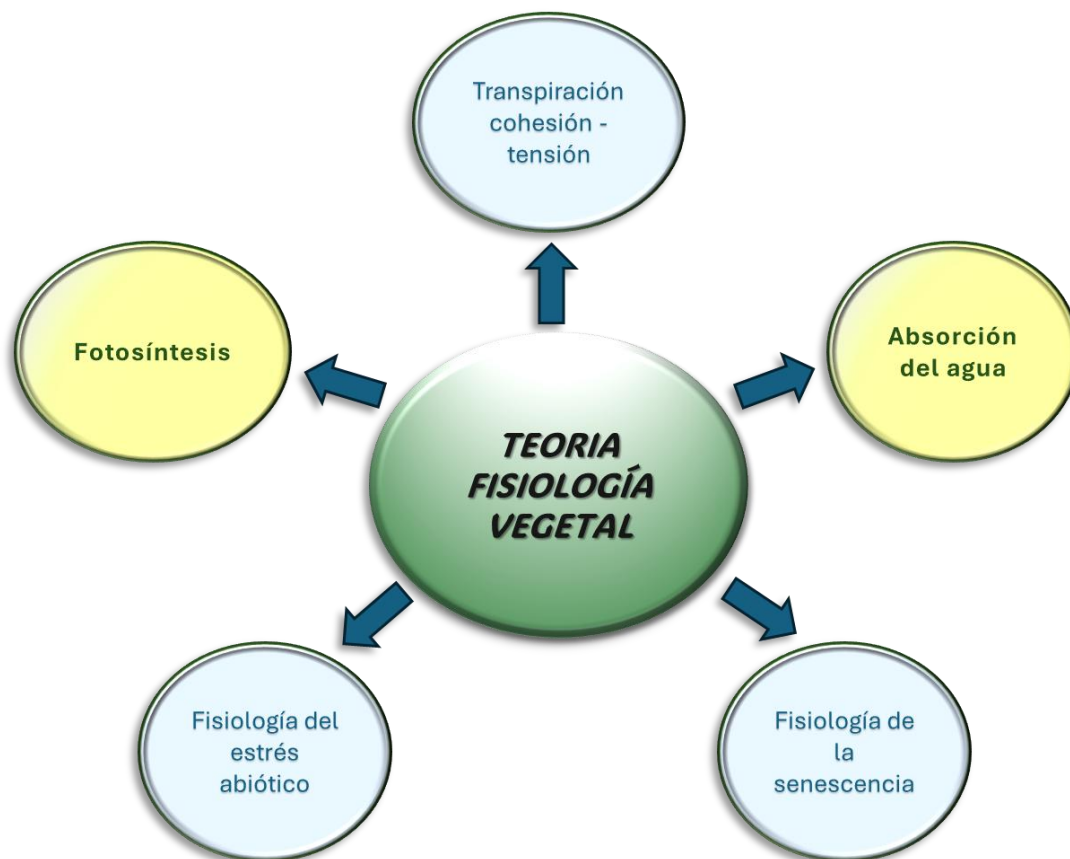 Transpiración
cohesión -
tensión
Fotosíntesis
Absorción
del agua
TEORIA
FISIOLOGÍA
VEGETAL
Fisiología del
estrés
abiótico
Fisiología de
la
senescencia